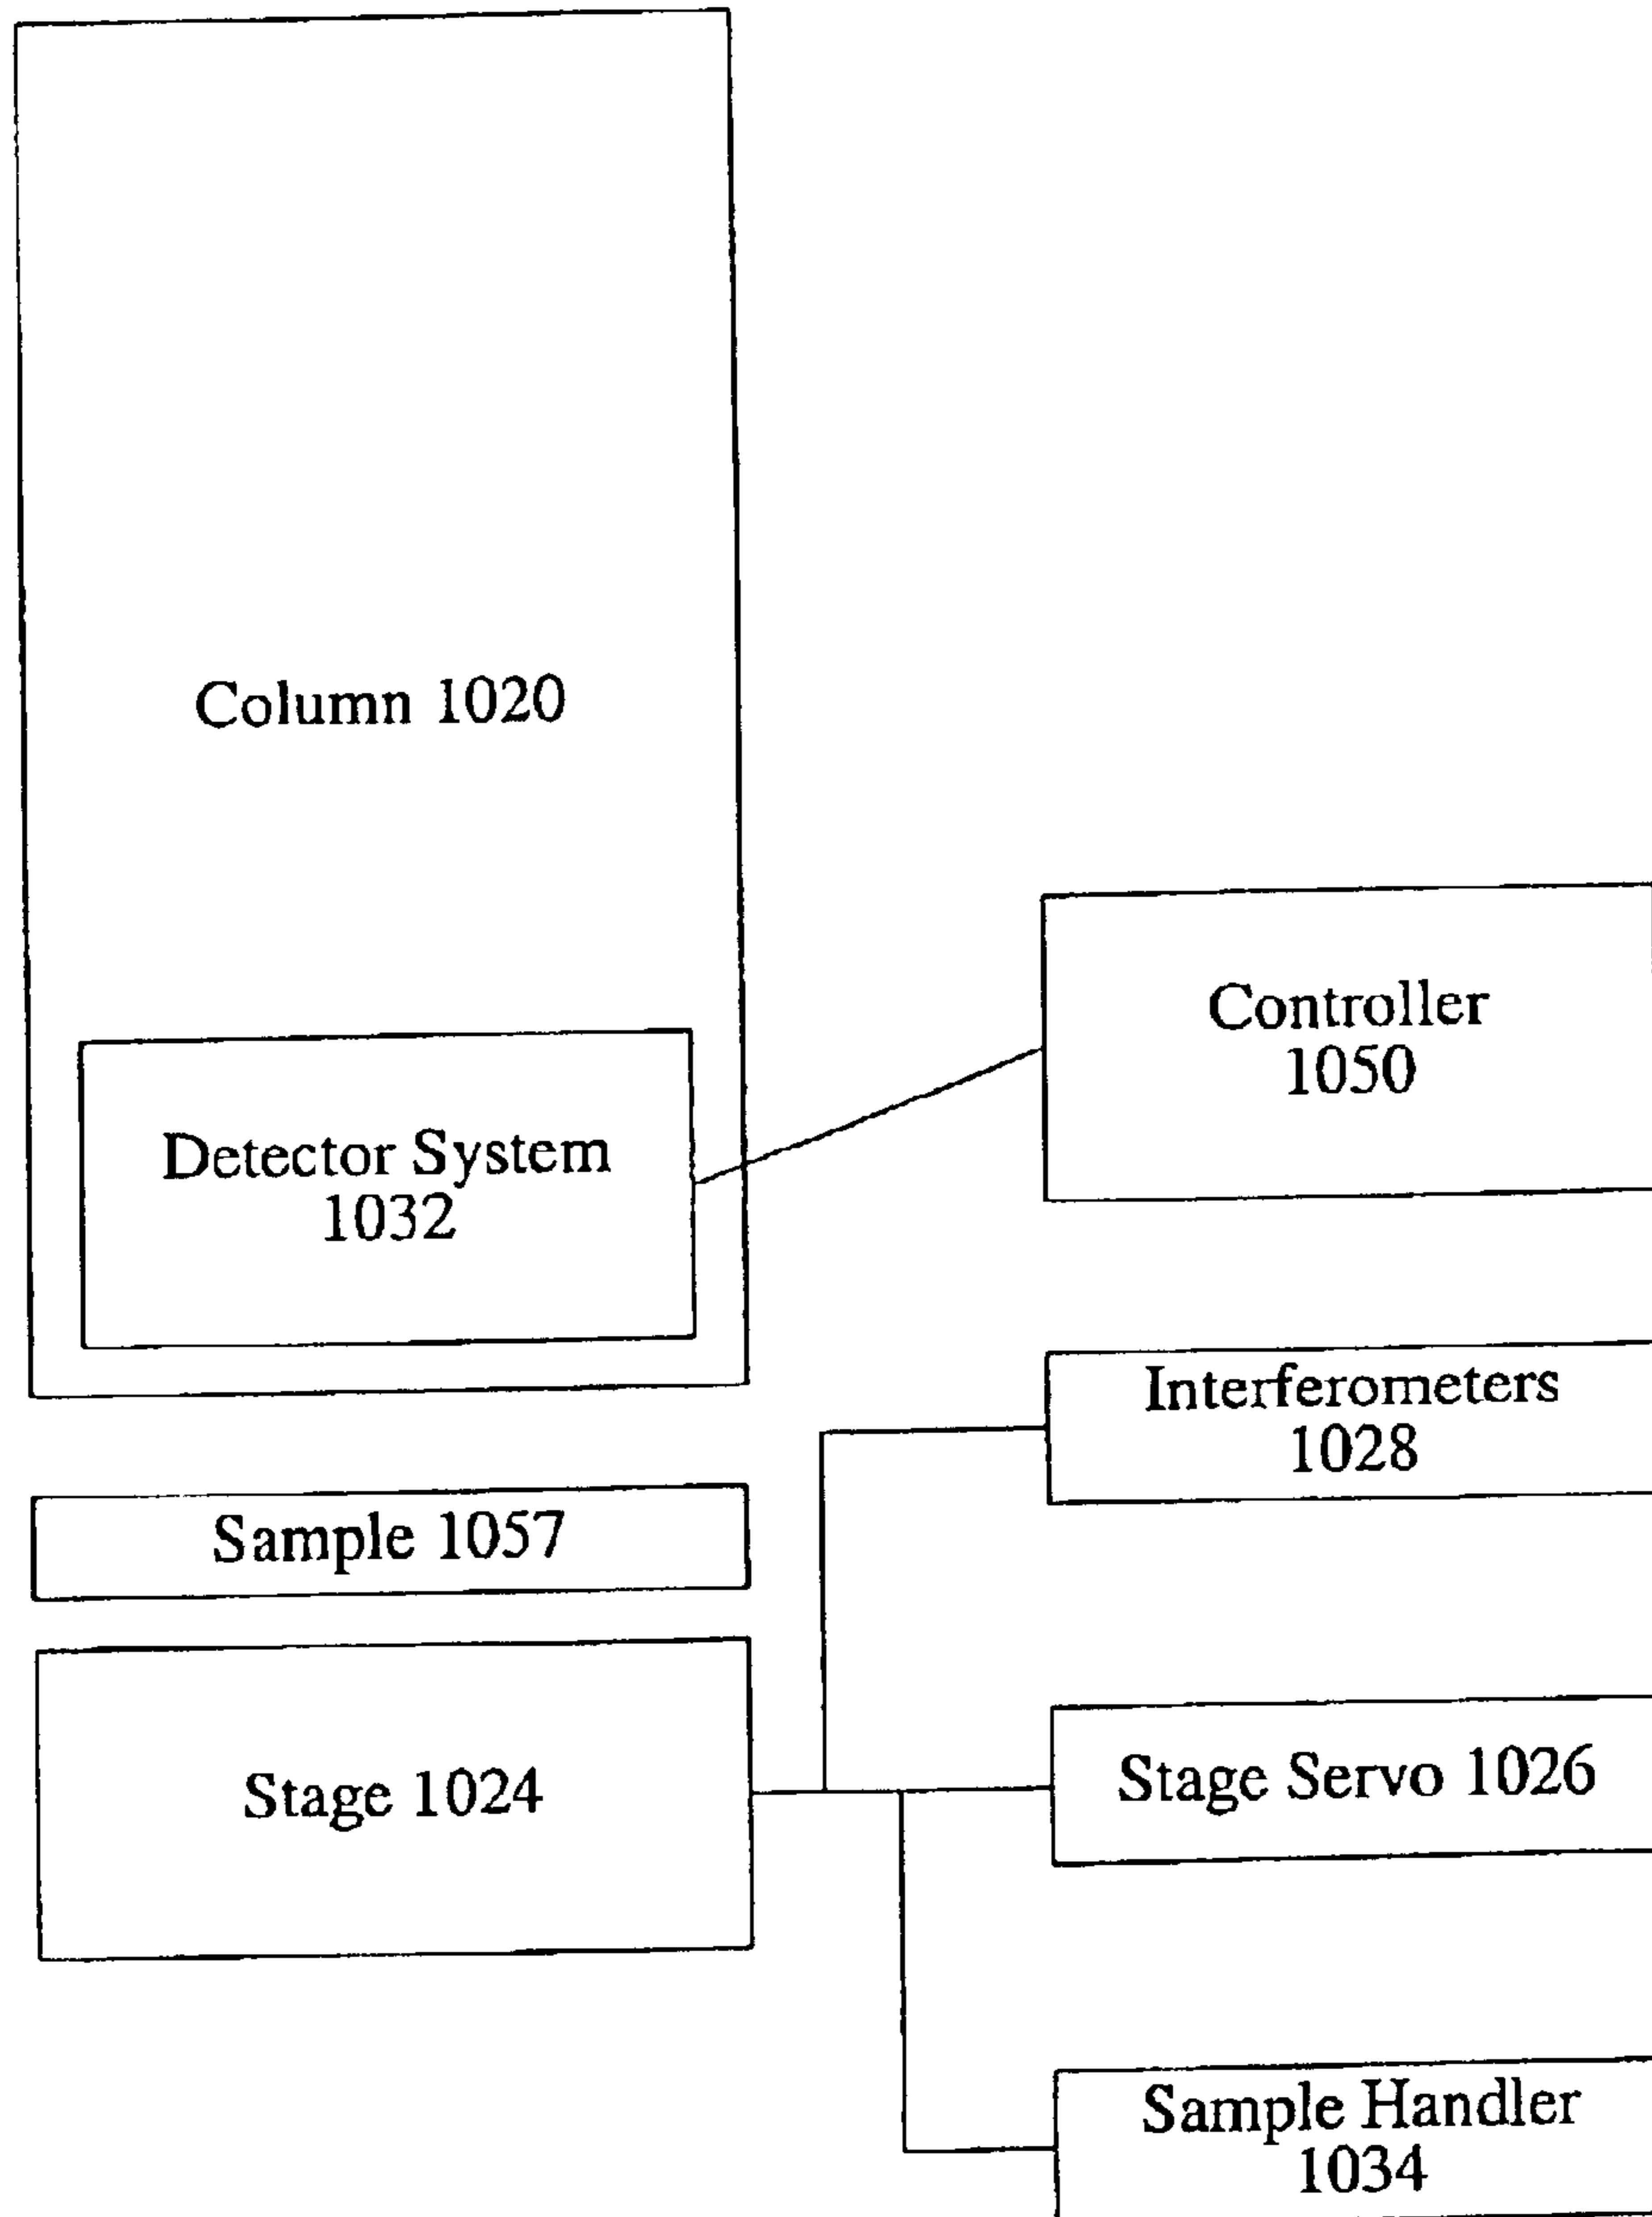 Column 1020
Controller
1050
Detector System
1032
Interferometers
1028
Sample 1057
Stage 1024
Stage Servo 1026
Sample Handler
1034